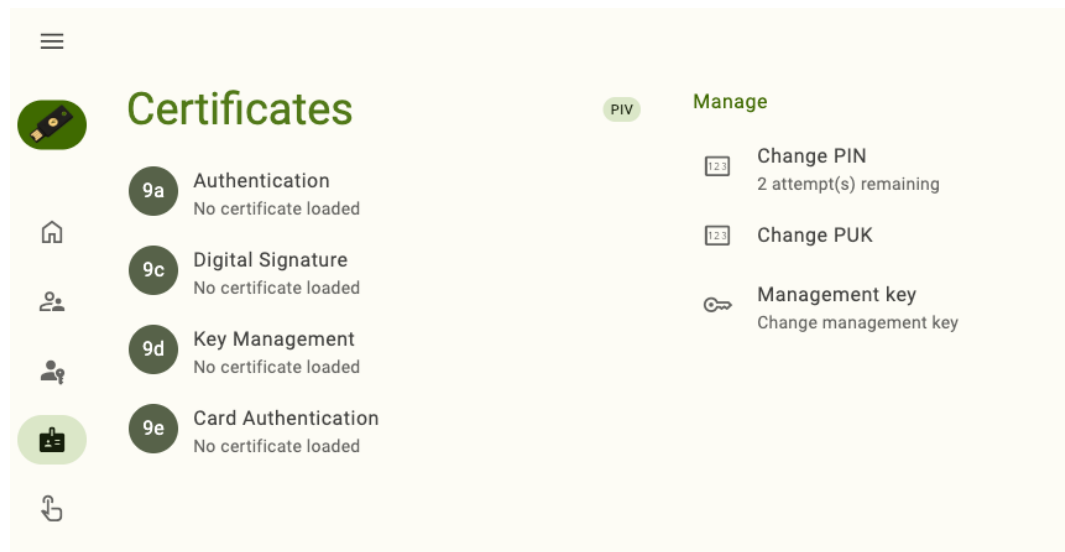 Certificates
PIV
9a
Authentication
No certificate loaded
9c
Digital Signature
No certificate loaded
9d
Key Management
No certificate loaded
9e
Card Authentication
No certificate loaded
Manage
123
Change PIN
2 attempt(s) remaining
123
Change PUK
Management key
Change management key